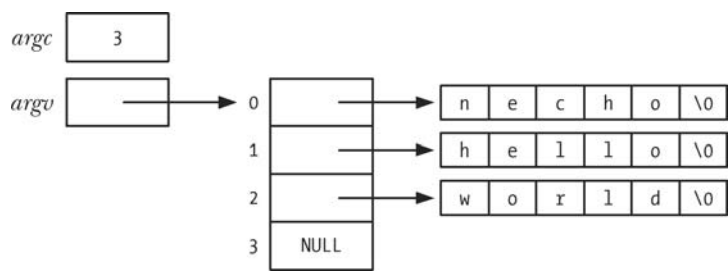 argc 3
argv 0 n e c h o \0
1 h e l l o \0
2 w o r l d \0
3 NULL